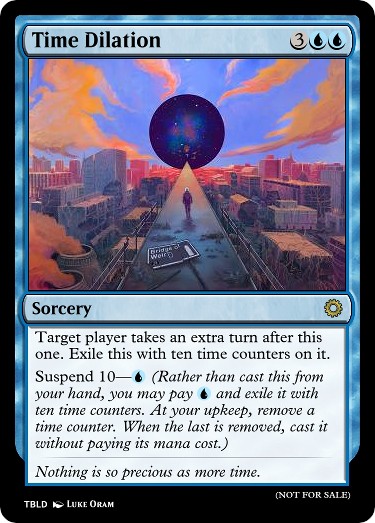 Time Dilation 3
Bridge of
Weir
Sorcery
Target player takes an extra turn after this
one. Exile this with ten time counters on it.
Suspend 10— (Rather than cast this from
your hand, you may pay and exile it with
ten time counters. At your upkeep, remove a
time counter. When the last is removed, cast it
without paying its mana cost.)
Nothing is so precious as more time.
(NOT FOR SALE)
TBLD LUKE ORAM